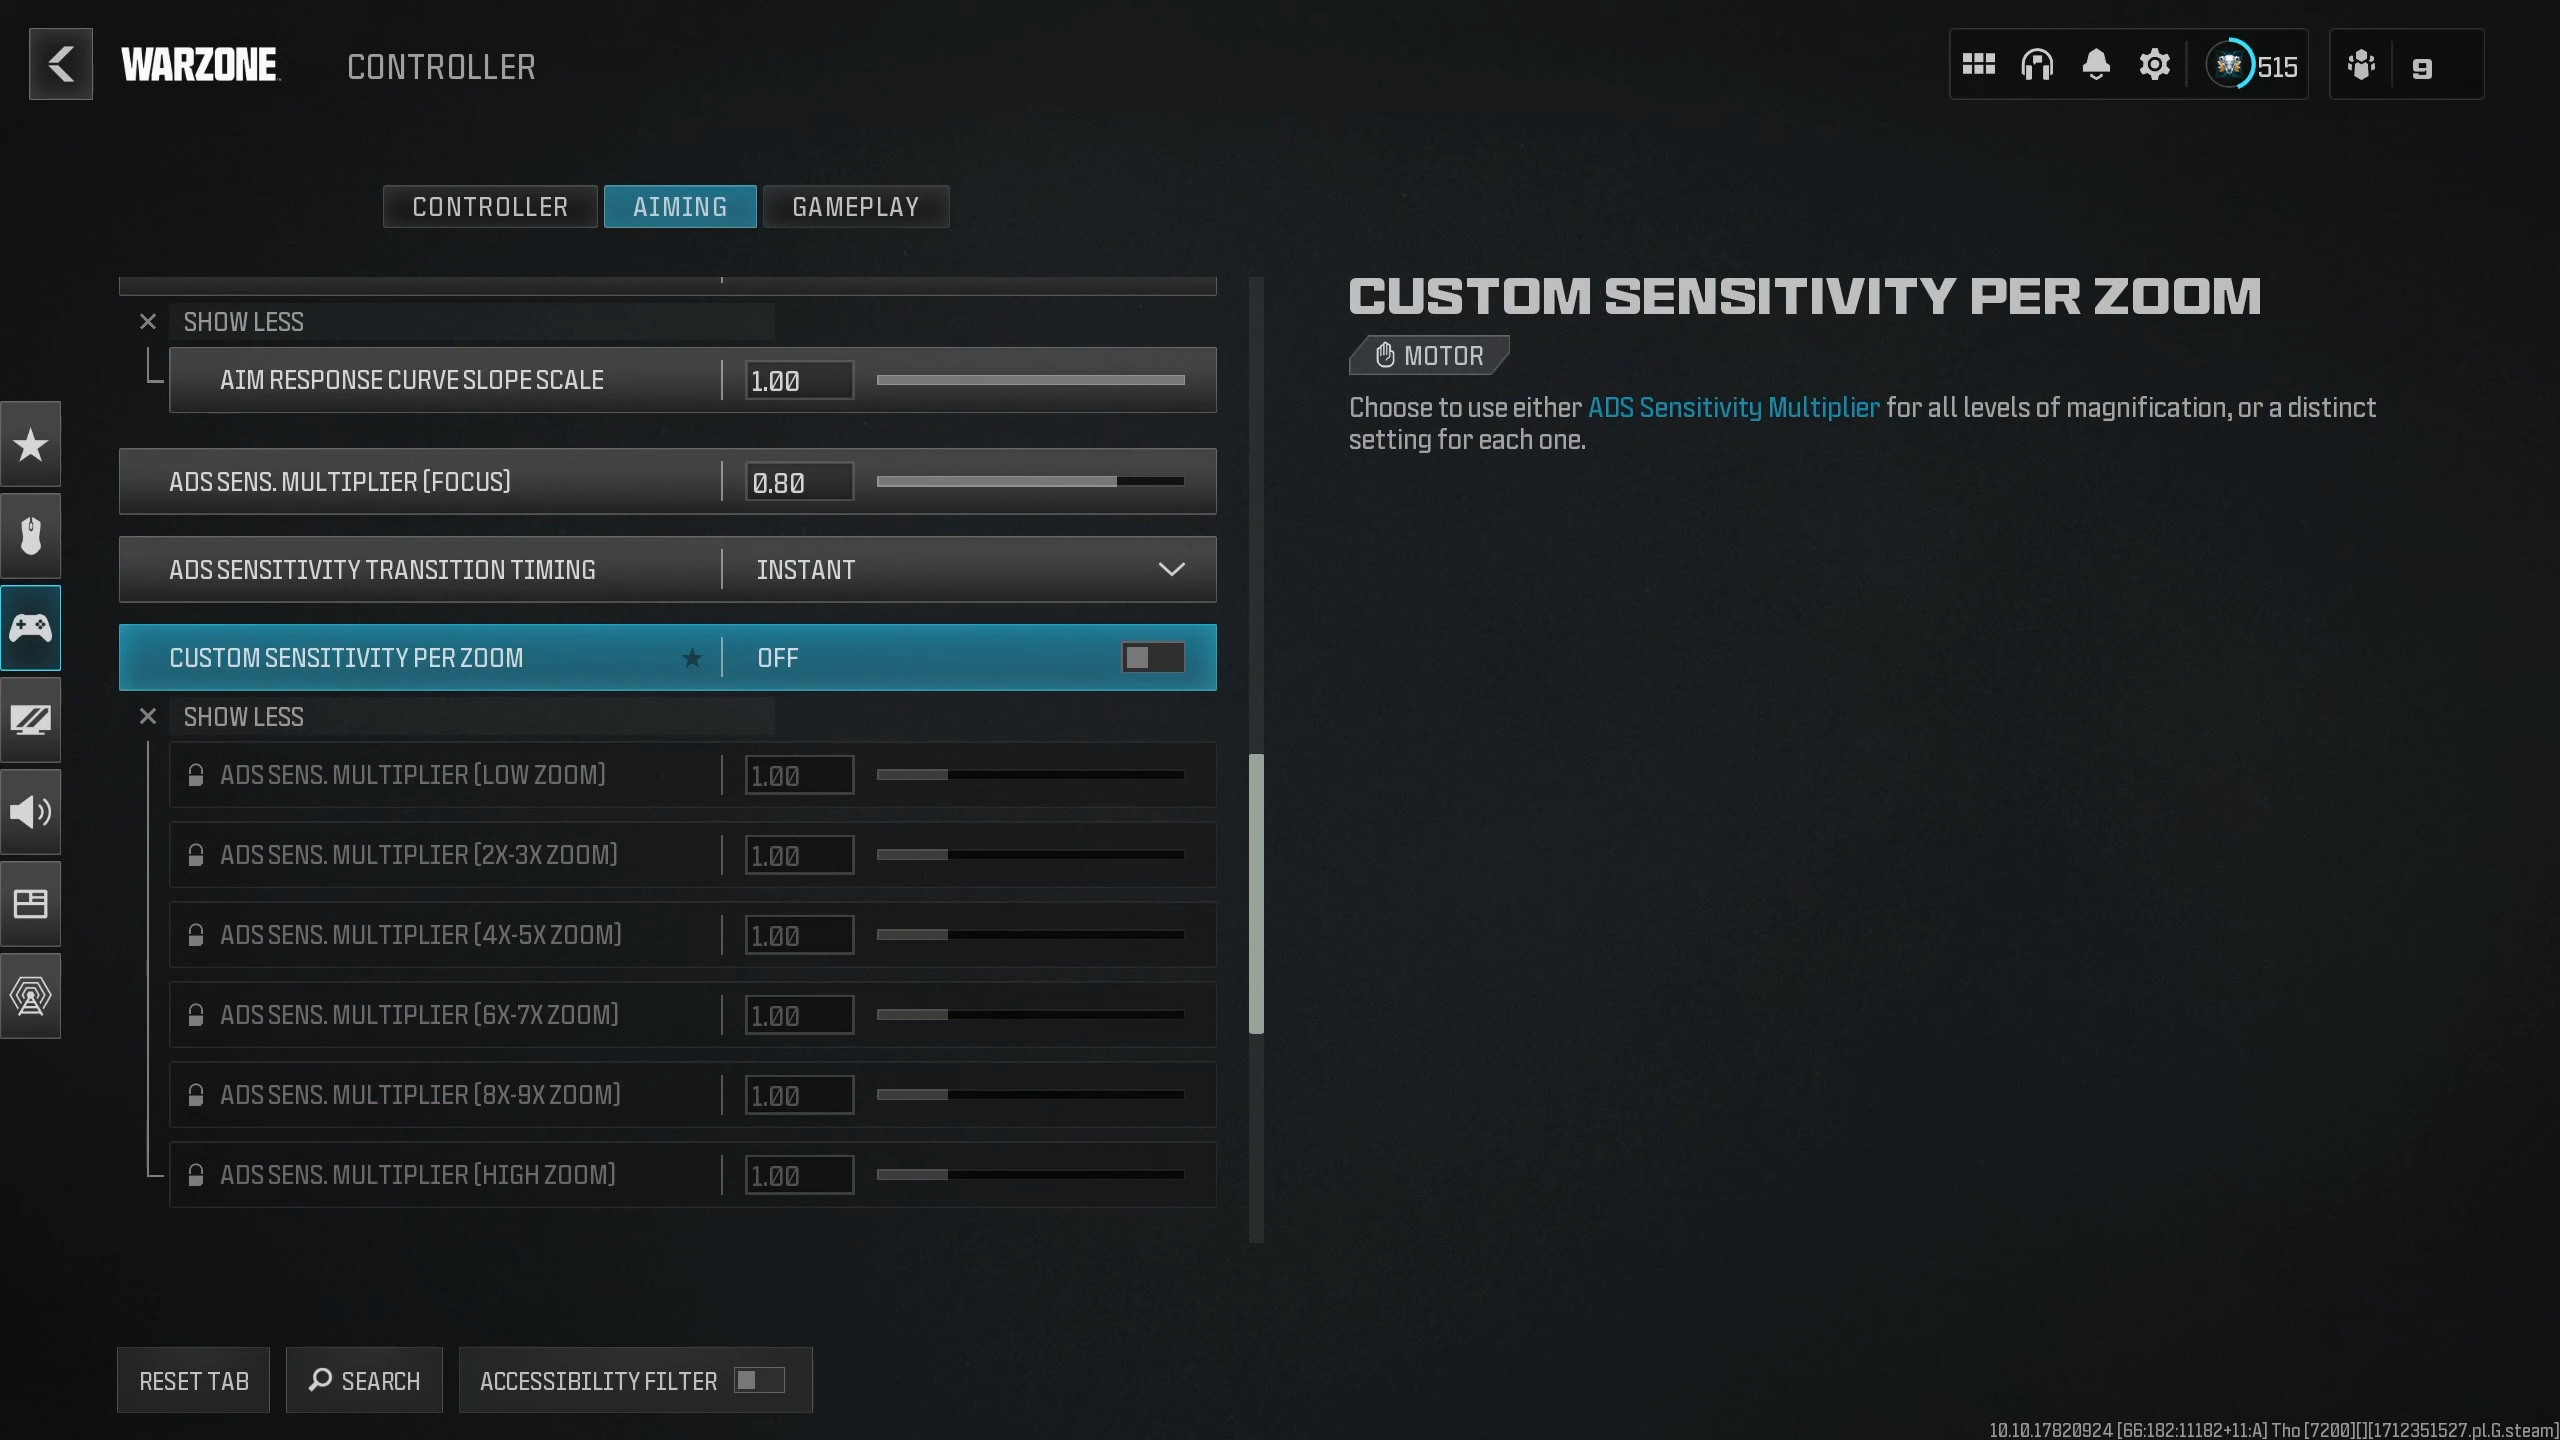 WARZONE
CONTROLLER
515
9
CONTROLLER
AIMING
GAMEPLAY
SHOW LESS
AIM RESPONSE CURVE SLOPE SCALE
1.00
ADS SENS. MULTIPLIER (FOCUS)
0.80
ADS SENSITIVITY TRANSITION TIMING
INSTANT
CUSTOM SENSITIVITY PER ZOOM
OFF
SHOW LESS
ADS SENS. MULTIPLIER (LOW ZOOM)
1.00
ADS SENS. MULTIPLIER (2X-3X ZOOM)
1.00
ADS SENS. MULTIPLIER (4X-5X ZOOM)
1.00
ADS SENS. MULTIPLIER (6X-7X ZOOM)
1.00
ADS SENS. MULTIPLIER (8X-9X ZOOM)
1.00
ADS SENS. MULTIPLIER (HIGH ZOOM)
1.00
CUSTOM SENSITIVITY PER ZOOM
MOTOR
Choose to use either ADS Sensitivity Multiplier for all levels of magnification, or a distinct
setting for each one.
RESET TAB
SEARCH
ACCESSIBILITY FILTER
10.10.17820924 [66:182:11182+11:A] Tho [7200][][1712351527.pl.G.steam]